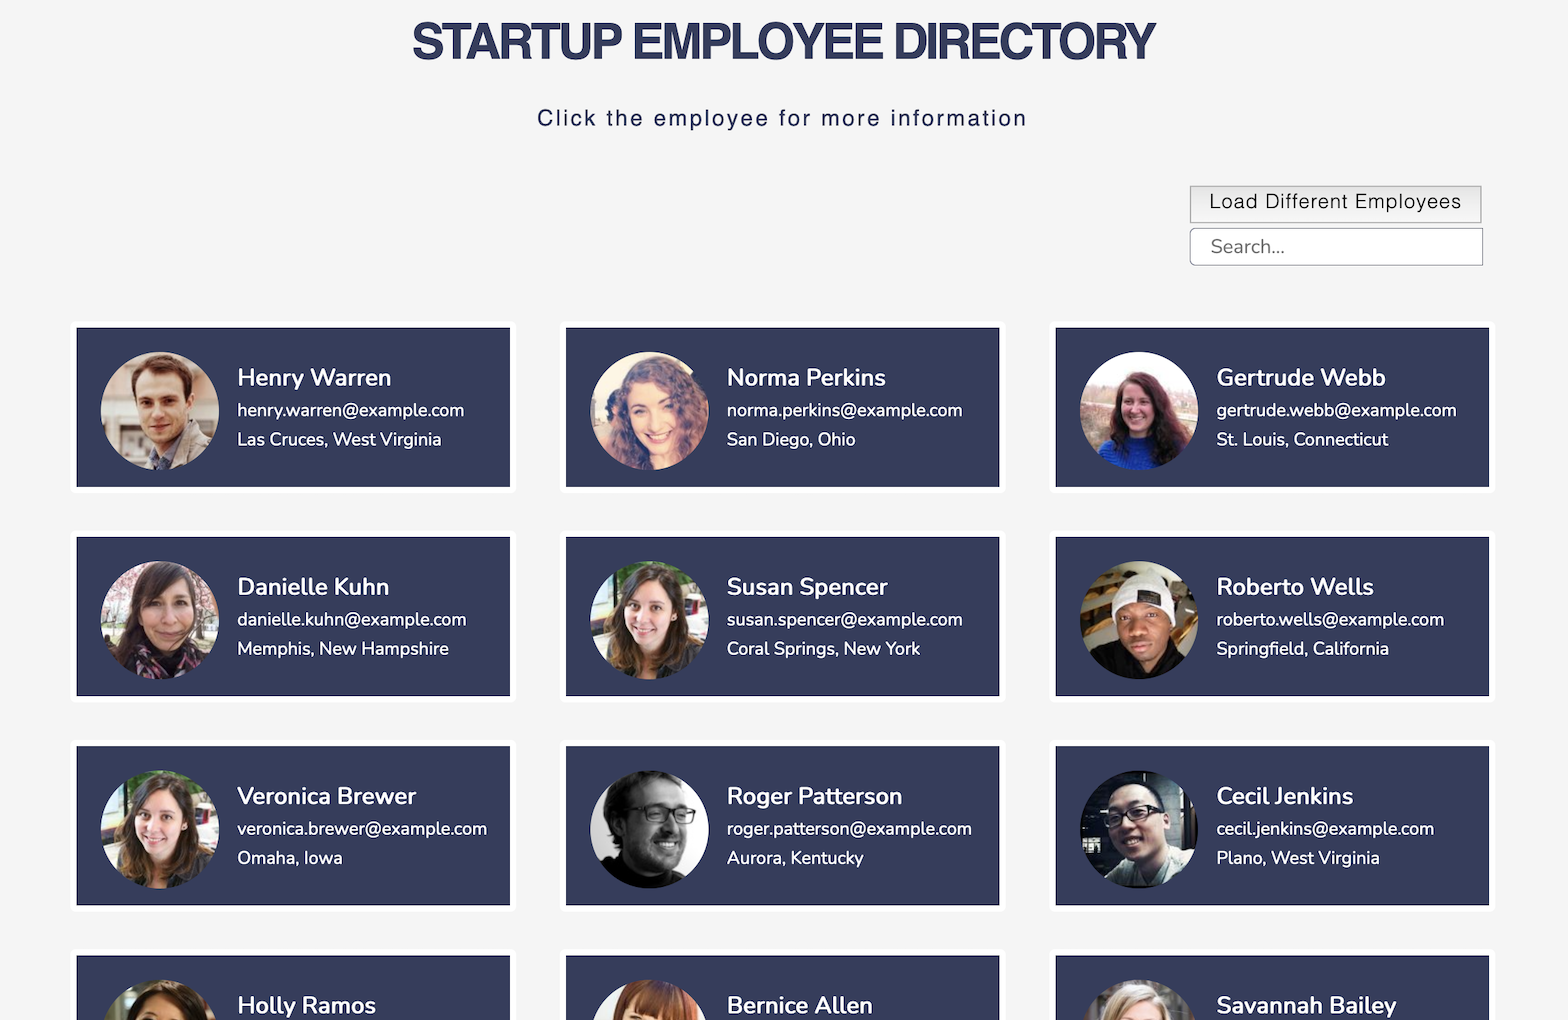 STARTUP EMPLOYEE DIRECTORY
Click the employee for more information
Load Different Employees
Search...
Henry Warren
henry.warren@example.com
Las Cruces, West Virginia
Norma Perkins
norma.perkins@example.com
San Diego, Ohio
Gertrude Webb
gertrude.webb@example.com
St. Louis, Connecticut
Danielle Kuhn
danielle.kuhn@example.com
Memphis, New Hampshire
Susan Spencer
susan.spencer@example.com
Coral Springs, New York
Roberto Wells
roberto.wells@example.com
Springfield, California
Veronica Brewer
veronica.brewer@example.com
Omaha, Iowa
Roger Patterson
roger.patterson@example.com
Aurora, Kentucky
Cecil Jenkins
cecil.jenkins@example.com
Plano, West Virginia
Holly Ramos
Bernice Allen
Savannah Bailey